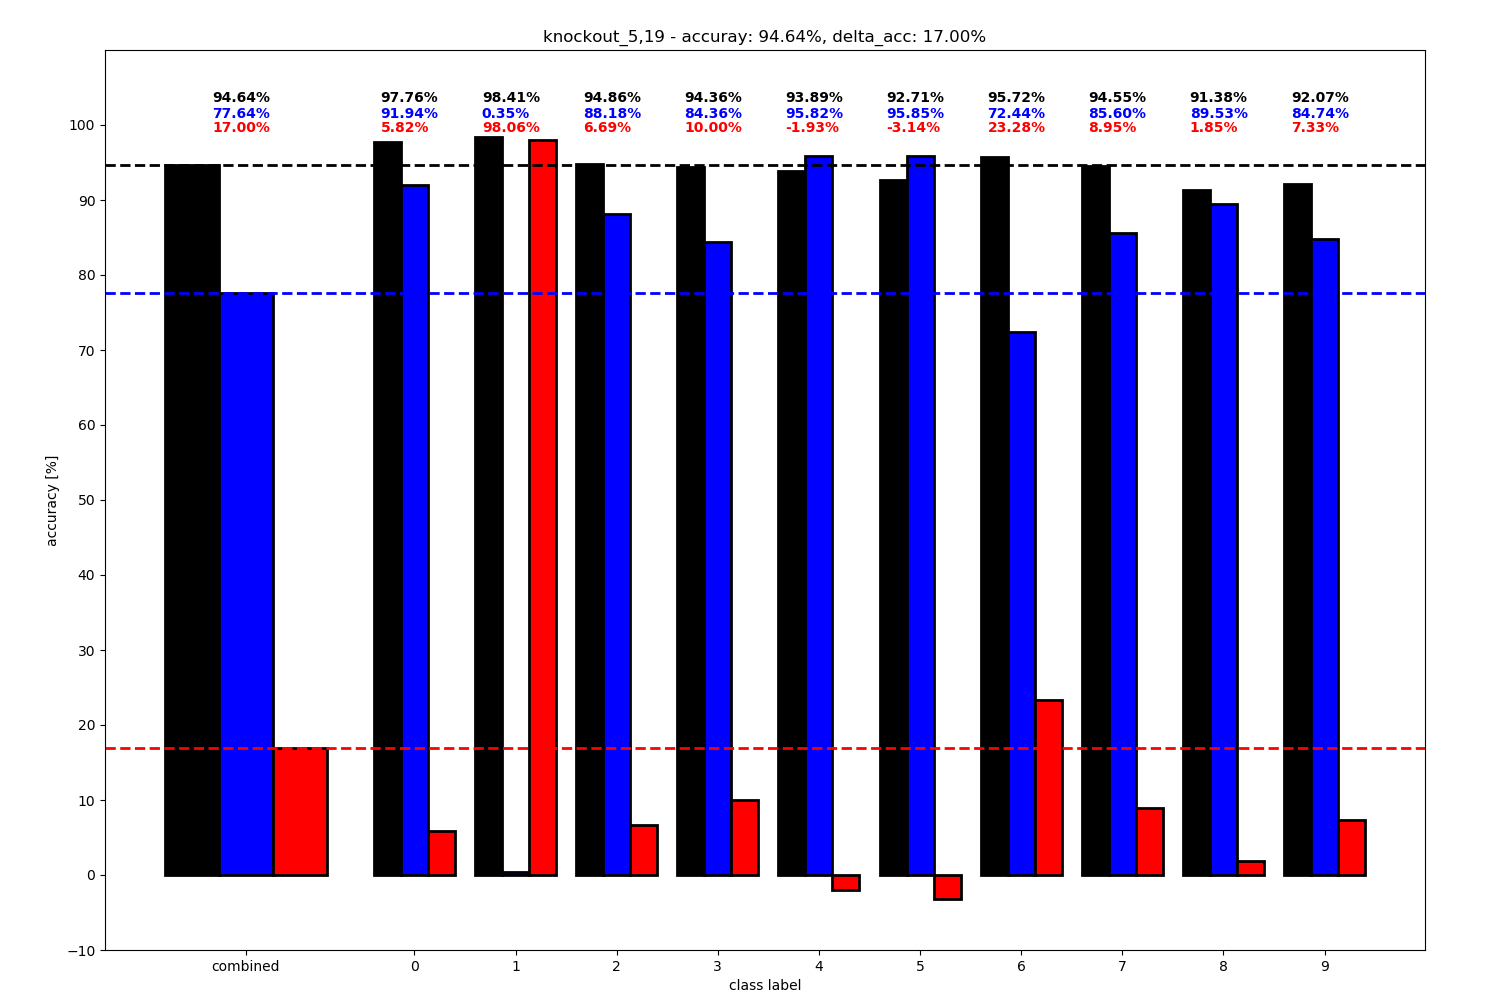 knockout_5,19 - accuray: 94.64%, delta_acc: 17.00%
94.64% 97.76% 98.41% 94.86% 94.36% 93.89% 92.71% 95.72% 94.55% 91.38% 92.07%
77.64% 91.94% 0.35% 88.18% 84.36% 95.82% 95.85% 72.44% 85.60% 89.53% 84.74%
17.00% 5.82% 98.06% 6.69% 10.00% -1.93% -3.14% 23.28% 8.95% 1.85% 7.33%
100
90
80
70
60
50
40
30
20
10
0
−10
accuracy [%]
combined 0 1 2 3 4 5 6 7 8 9
class label